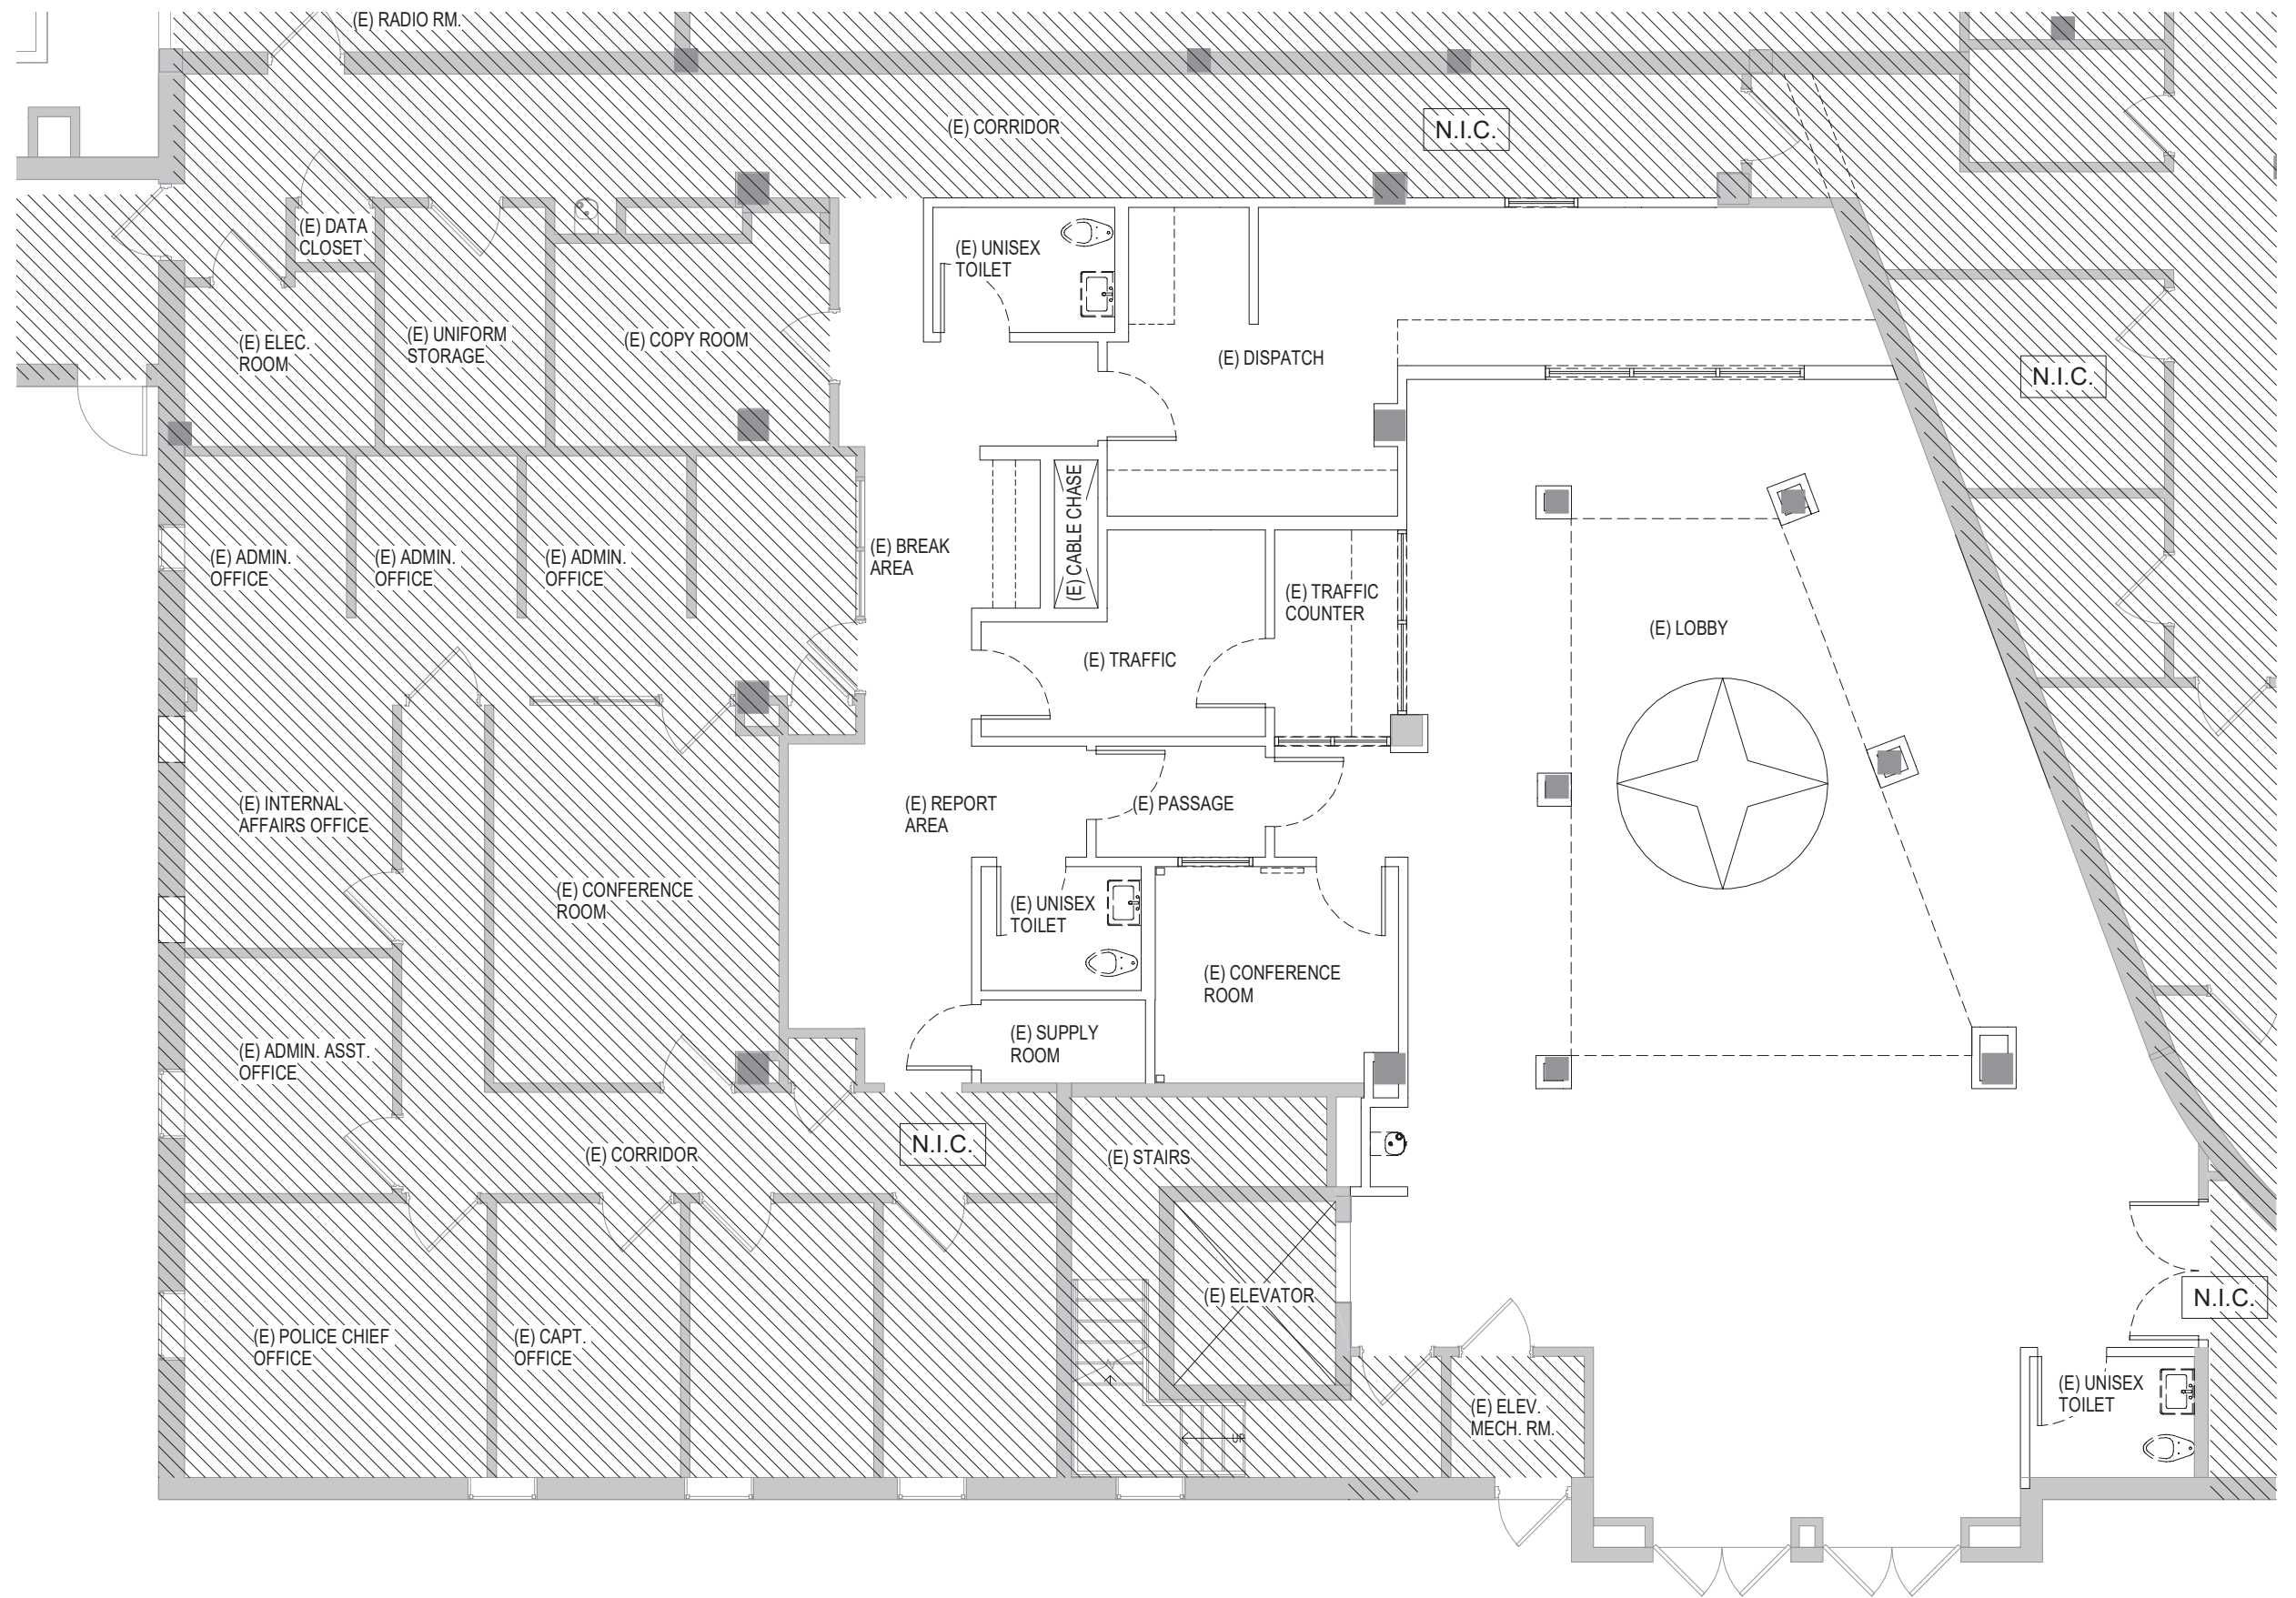 (E) RADIO RM.
(E) CORRIDOR
N.I.C.
(E) DATA
CLOSET
(E) UNISEX
TOILET
(E) ELEC.
ROOM
(E) UNIFORM
STORAGE
(E) COPY ROOM
(E) DISPATCH
N.I.C.
(E) ADMIN.
OFFICE
(E) ADMIN.
OFFICE
(E) ADMIN.
OFFICE
(E) BREAK
AREA
(E) CABLE CHASE
(E) TRAFFIC
COUNTER
(E) LOBBY
(E) TRAFFIC
(E) INTERNAL
AFFAIRS OFFICE
(E) REPORT
AREA
(E) PASSAGE
(E) CONFERENCE
ROOM
(E) UNISEX
TOILET
(E) CONFERENCE
ROOM
(E) ADMIN. ASST.
OFFICE
(E) SUPPLY
ROOM
(E) CORRIDOR
N.I.C.
(E) STAIRS
(E) ELEVATOR
N.I.C.
(E) POLICE CHIEF
OFFICE
(E) CAPT.
OFFICE
UP
(E) ELEV.
MECH. RM.
(E) UNISEX
TOILET